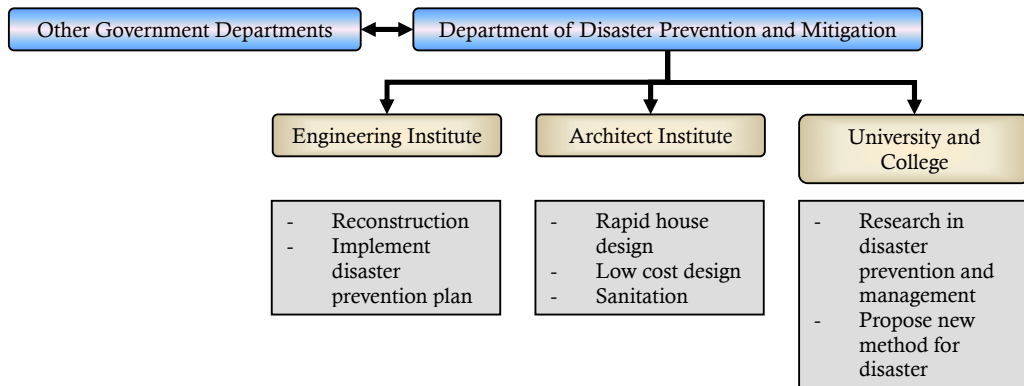 Other Government Departments
Department of Disaster Prevention and Mitigation
Engineering Institute
Architect Institute
University and
College
- Reconstruction
- Implement
disaster
prevention plan
- Rapid house
design
- Low cost design
- Sanitation
- Research in
disaster
prevention and
management
- Propose new
method for
disaster